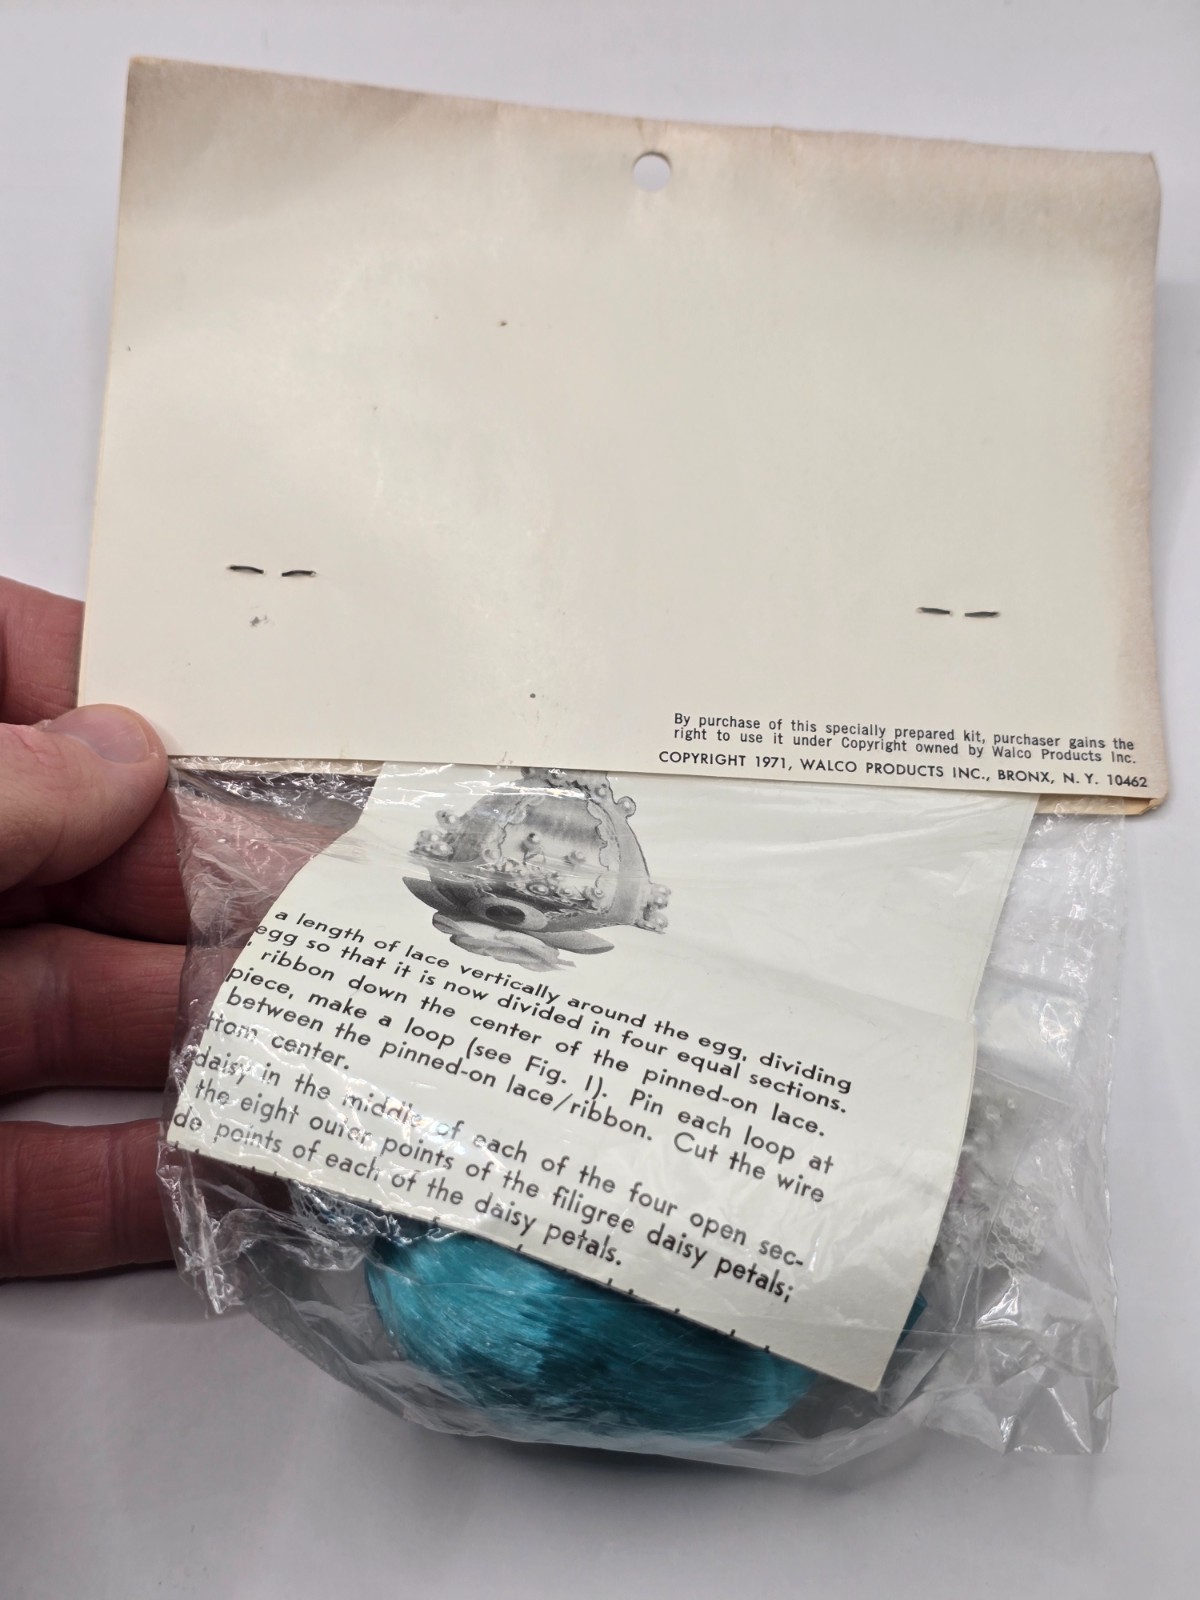 By purchase of this specially prepared kit, purchaser gains the
right to use it under Copyright owned by Walco Products Inc.
COPYRIGHT 1971, WALCO PRODUCTS INC., BRONX, N. Y. 10462
a length of lace vertically around the egg, dividing
egg so that it is now divided in four equal sections.
ribbon down the center of the pinned-on lace.
piece, make a loop (see Fig. 1). Pin each loop at
between the pinned-on lace/ribbon. Cut the wire
ttom center.
daisy in the middle of each of the four open sec-
the eight outer points of the filigree daisy petals;
de points of each of the daisy petals.